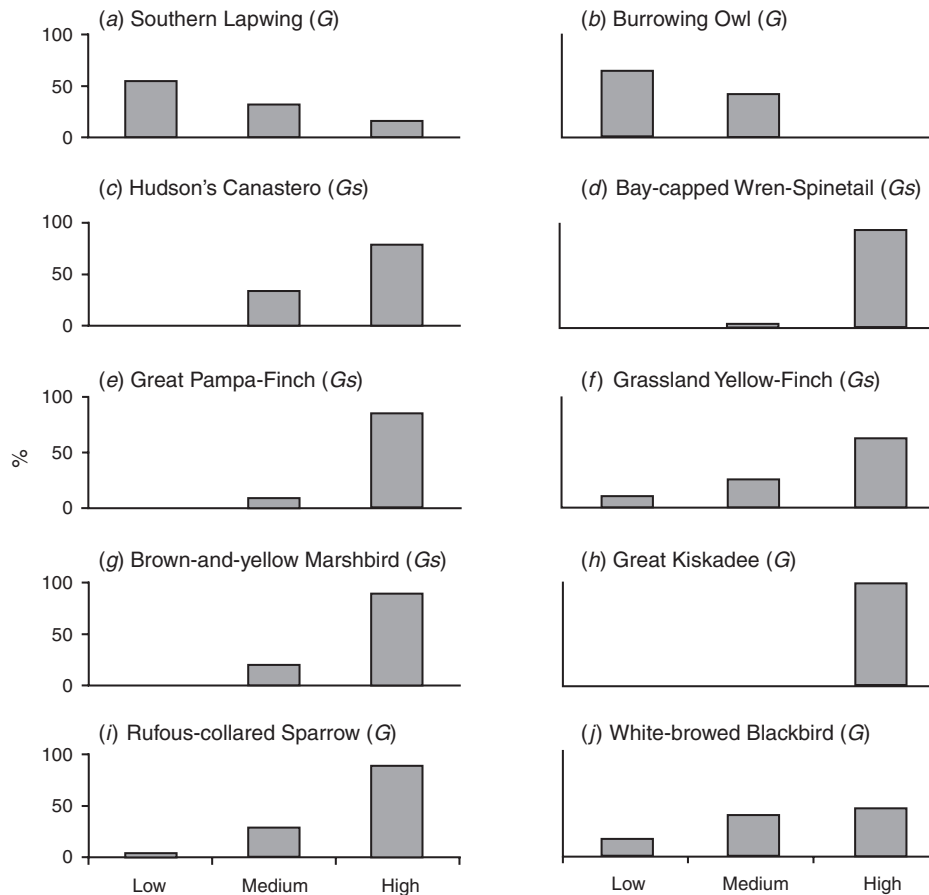 (a) Southern Lapwing (G)
(b) Burrowing Owl (G)
100
50
0
(c) Hudson's Canastero (Gs)
(d) Bay-capped Wren-Spinetail (Gs)
100
50
0
(e) Great Pampa-Finch (Gs)
(f) Grassland Yellow-Finch (Gs)
100
50
0
%
(g) Brown-and-yellow Marshbird (Gs)
(h) Great Kiskadee (G)
100
50
0
(i) Rufous-collared Sparrow (G)
(j) White-browed Blackbird (G)
100
50
0
Low Medium High
Low Medium High